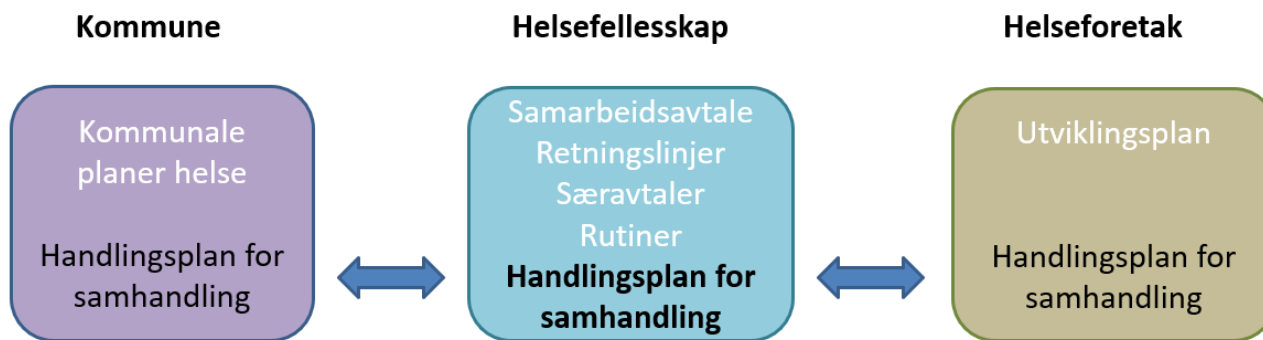 Kommune
Helsefellesskap
Helseforetak
Kommunale
planer helse
Handlingsplan for
samhandling
Samarbeidsavtale
Retningslinjer
Særavtaler
Rutiner
Handlingsplan for
samhandling
Utviklingsplan
Handlingsplan for
samhandling